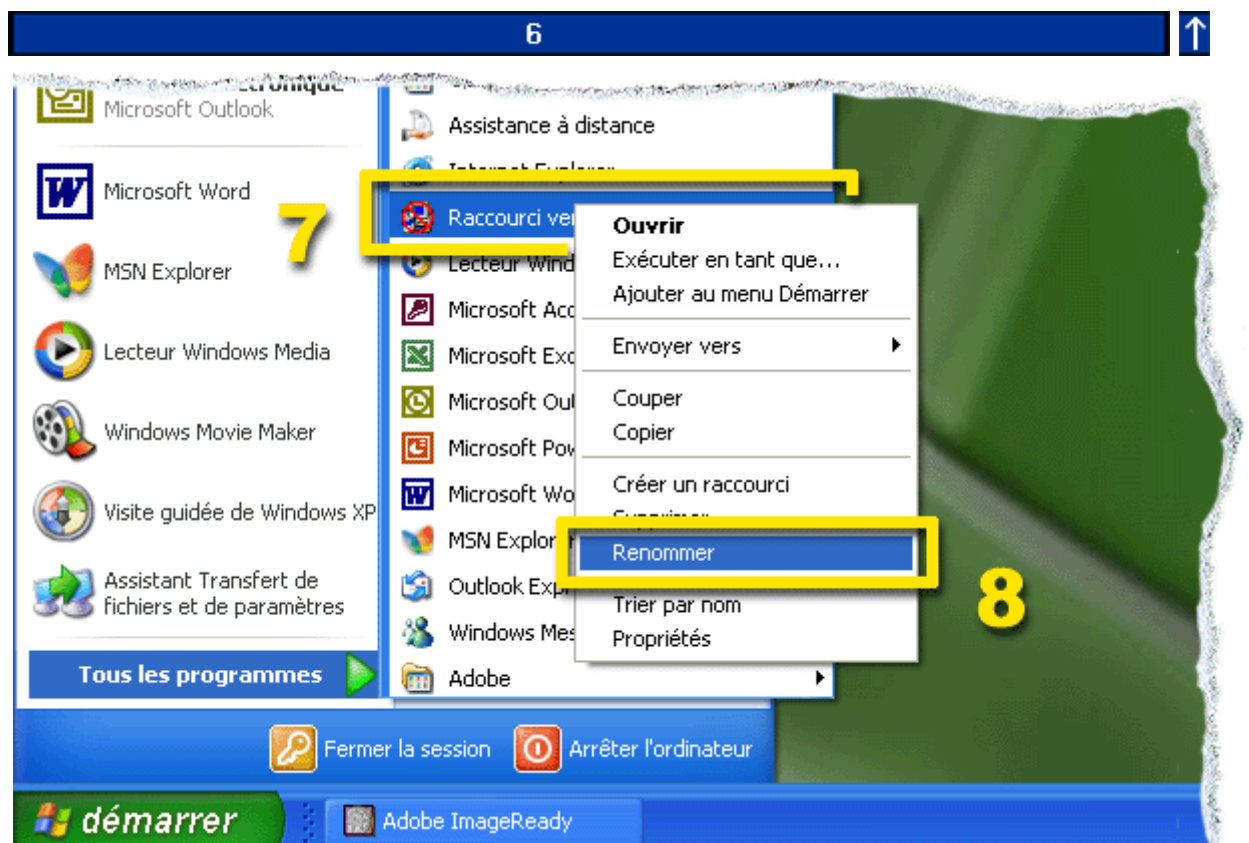 6
Microsoft Outlook
Microsoft Word
MSN Explorer
Lecteur Windows Media
Windows Movie Maker
Visite guidée de Windows XP
Assistant Transfert de
fichiers et de paramètres
Tous les programmes
Assistance à distance
Internet Explorer
7
Raccourci ver
Lecteur Wind
Microsoft Acc
Microsoft Exc
Microsoft Out
Microsoft Pow
Microsoft Wo
MSN Explor
Outlook Exp
Windows Mes
Adobe
Ouvrir
Exécuter en tant que...
Ajouter au menu Démarrer
Envoyer vers
Couper
Copier
Créer un raccourci
Supprimer
Renommer
8
Trier par nom
Propriétés
Fermer la session
Arrêter l'ordinateur
démarrer
Adobe ImageReady